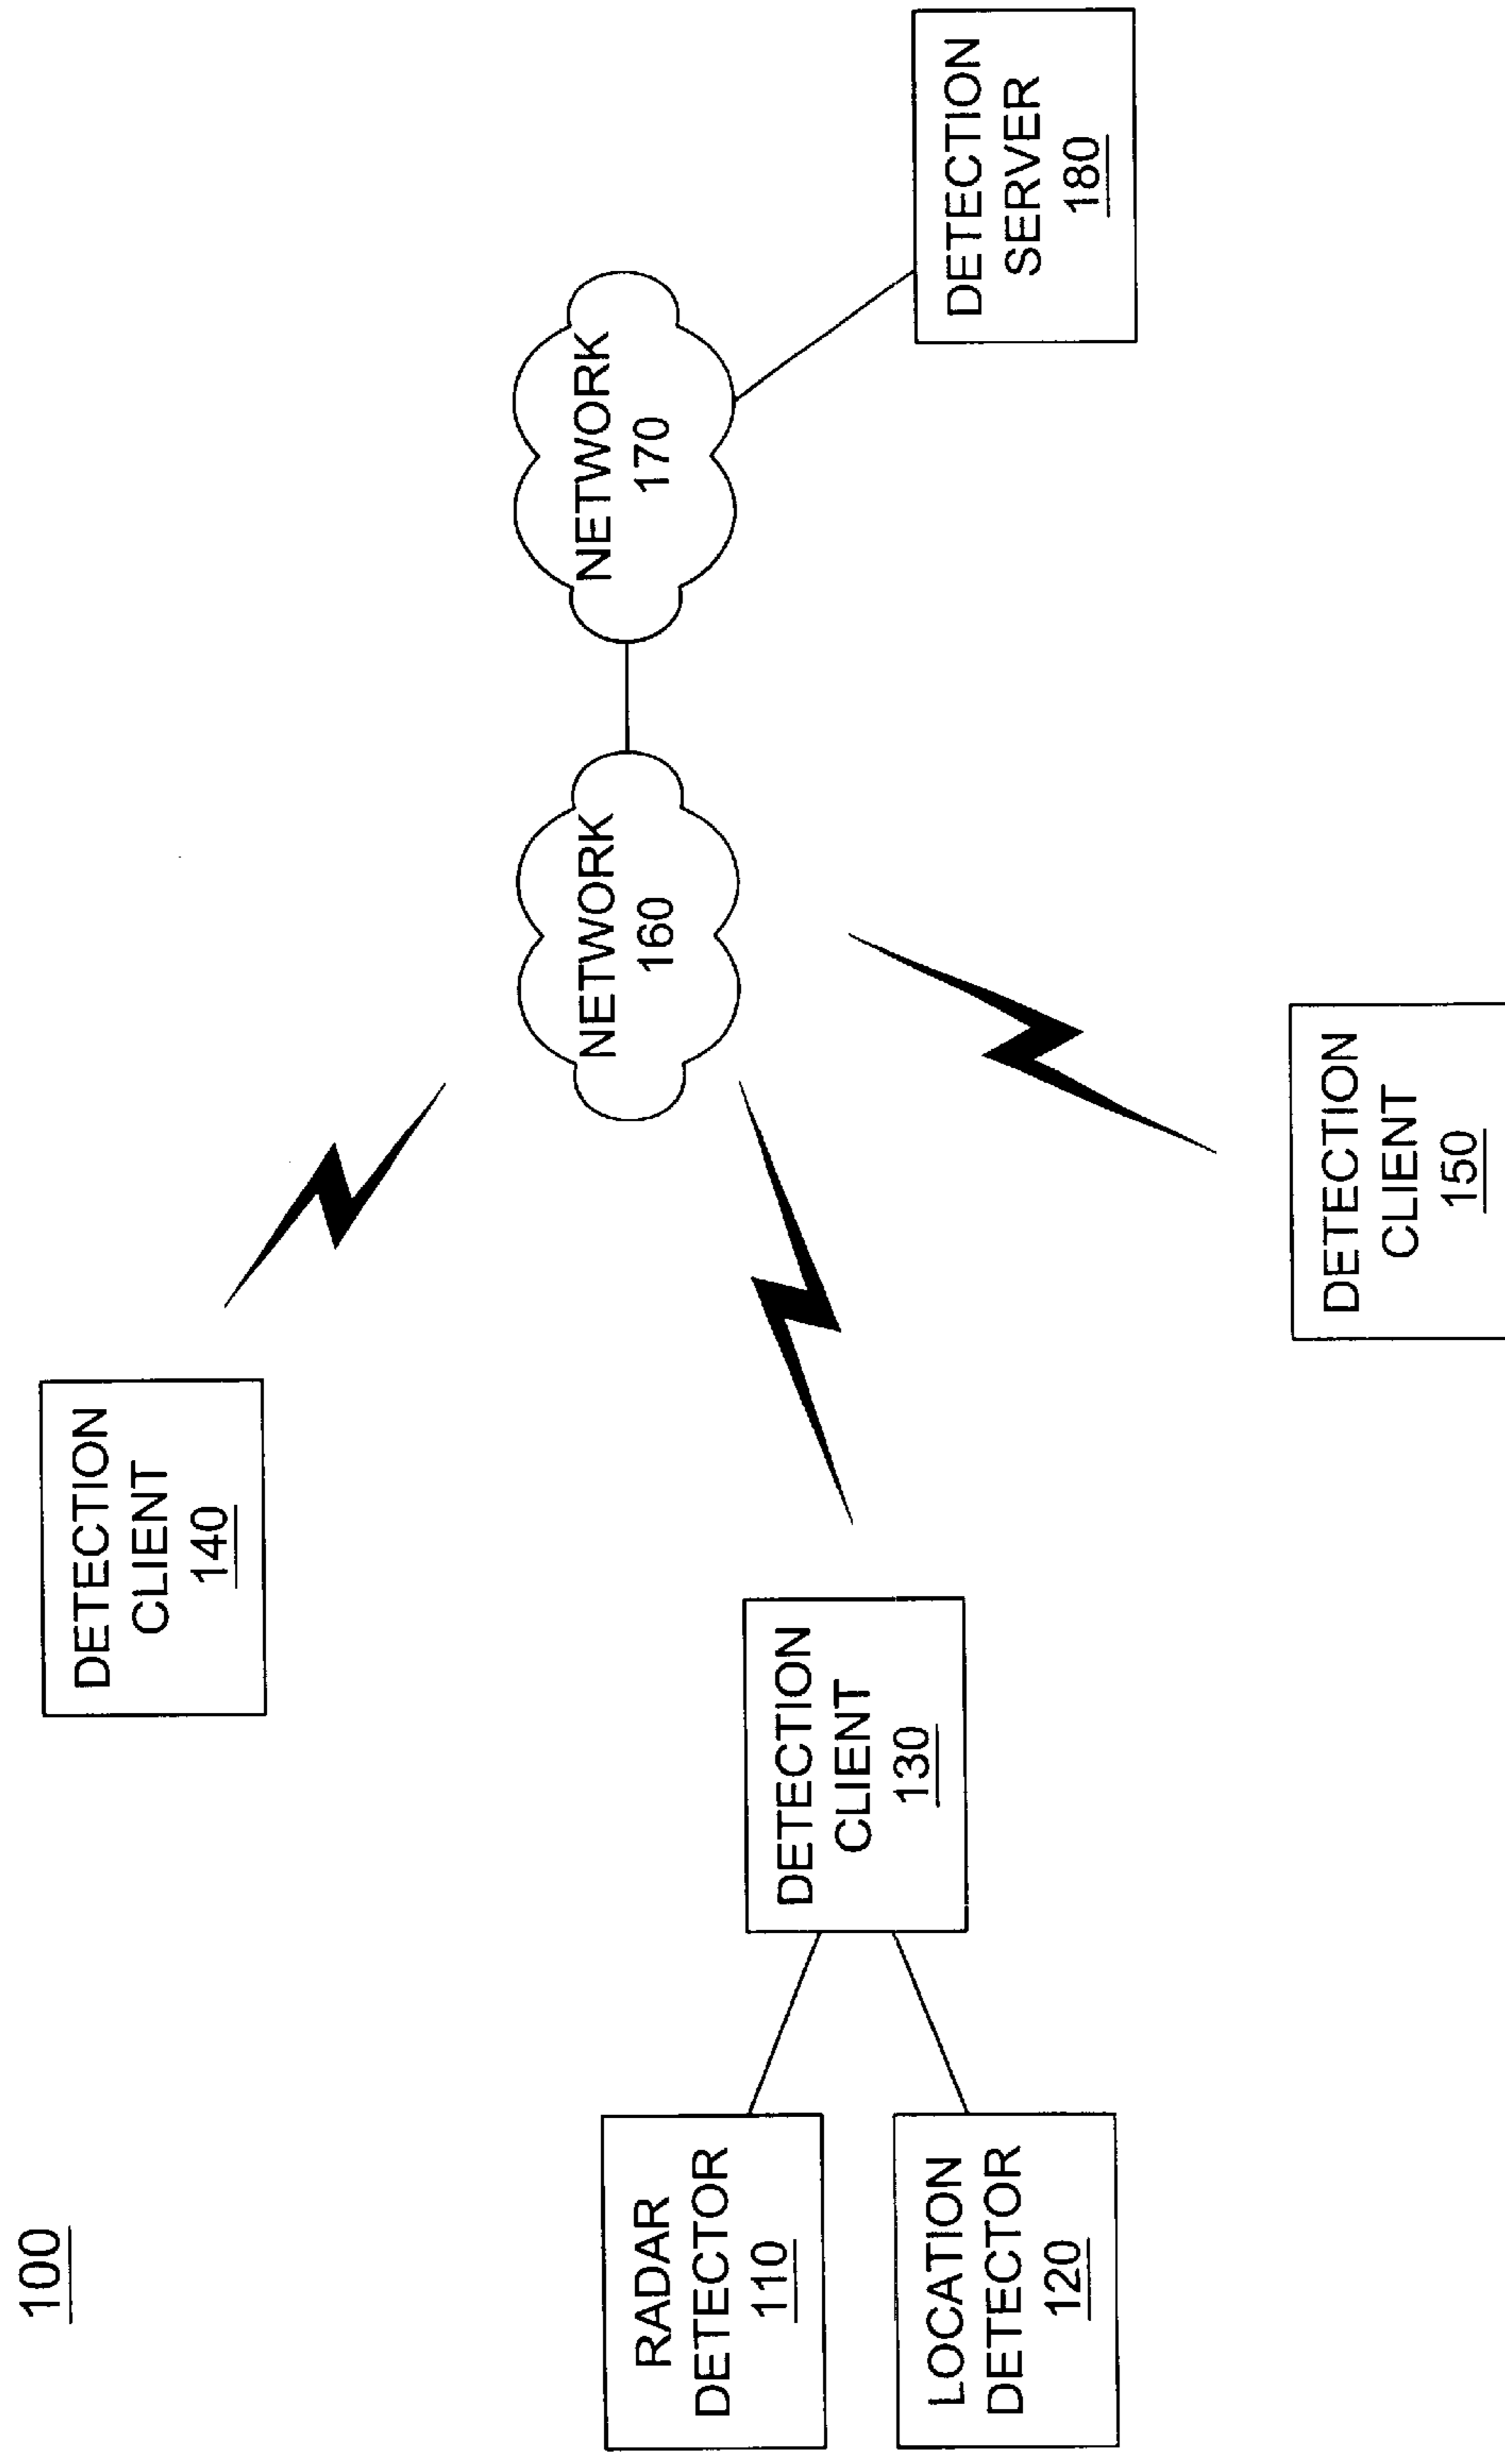 100
DETECTION
CLIENT
140
RADAR
DETECTOR
110
LOCATION
DETECTOR
120
DETECTION
CLIENT
130
NETWORK
160
NETWORK
170
DETECTION
SERVER
180
DETECTION
CLIENT
150